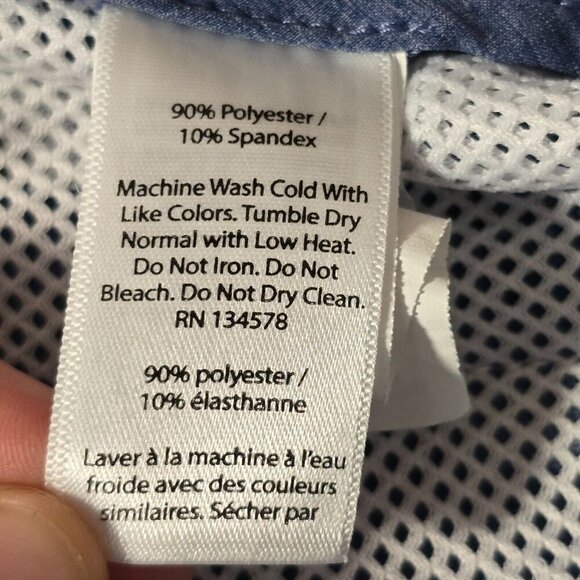 90% Polyester /
10% Spandex
Machine Wash Cold With
Like Colors. Tumble Dry
Normal with Low Heat.
Do Not Iron. Do Not
Bleach. Do Not Dry Clean.
RN 134578
90% polyester /
10% élasthanne
Laver à la machine à l'eau
froide avec des couleurs
similaires. Sécher par